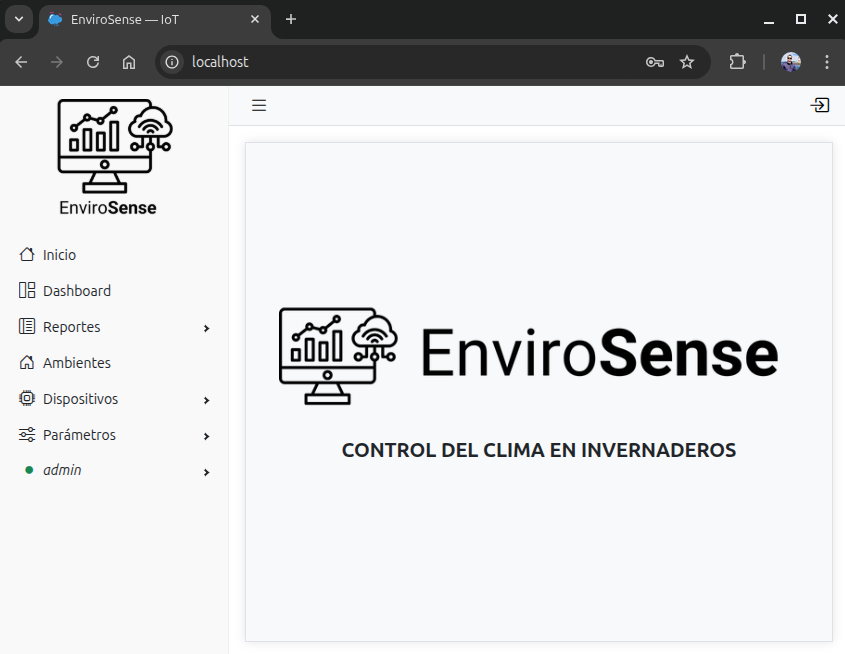 EnviroSense — IoT
localhost
EnviroSense
Inicio
Dashboard
Reportes
Ambientes
Dispositivos
Parámetros
admin
EnviroSense
CONTROL DEL CLIMA EN INVERNADEROS